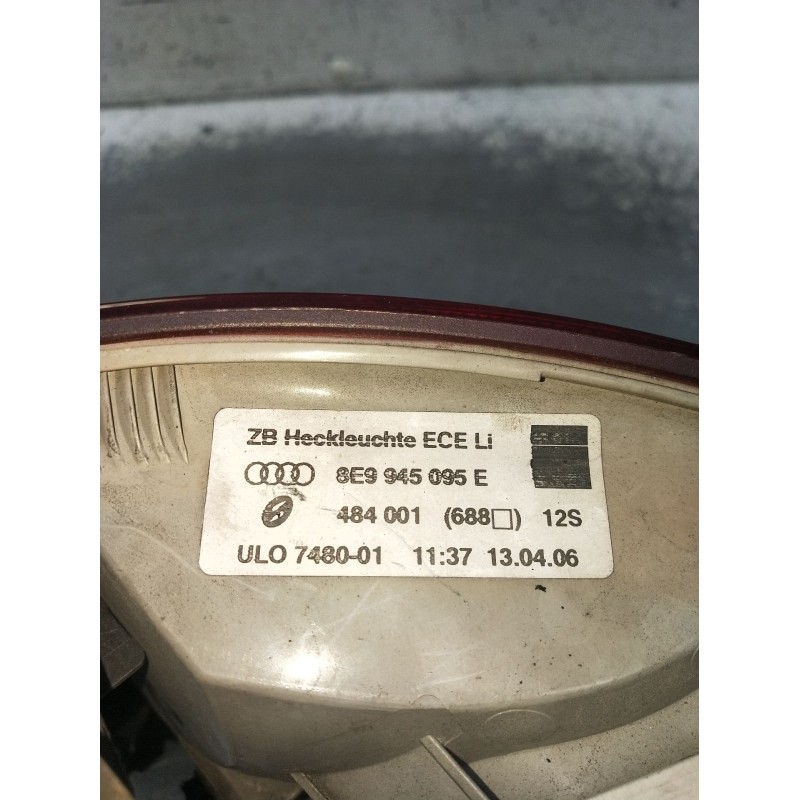 ZB Heckleuchte ECE Li
8E9 945 095 E
484 001 (688□) 12S
ULO 7480-01 11:37 13.04.06